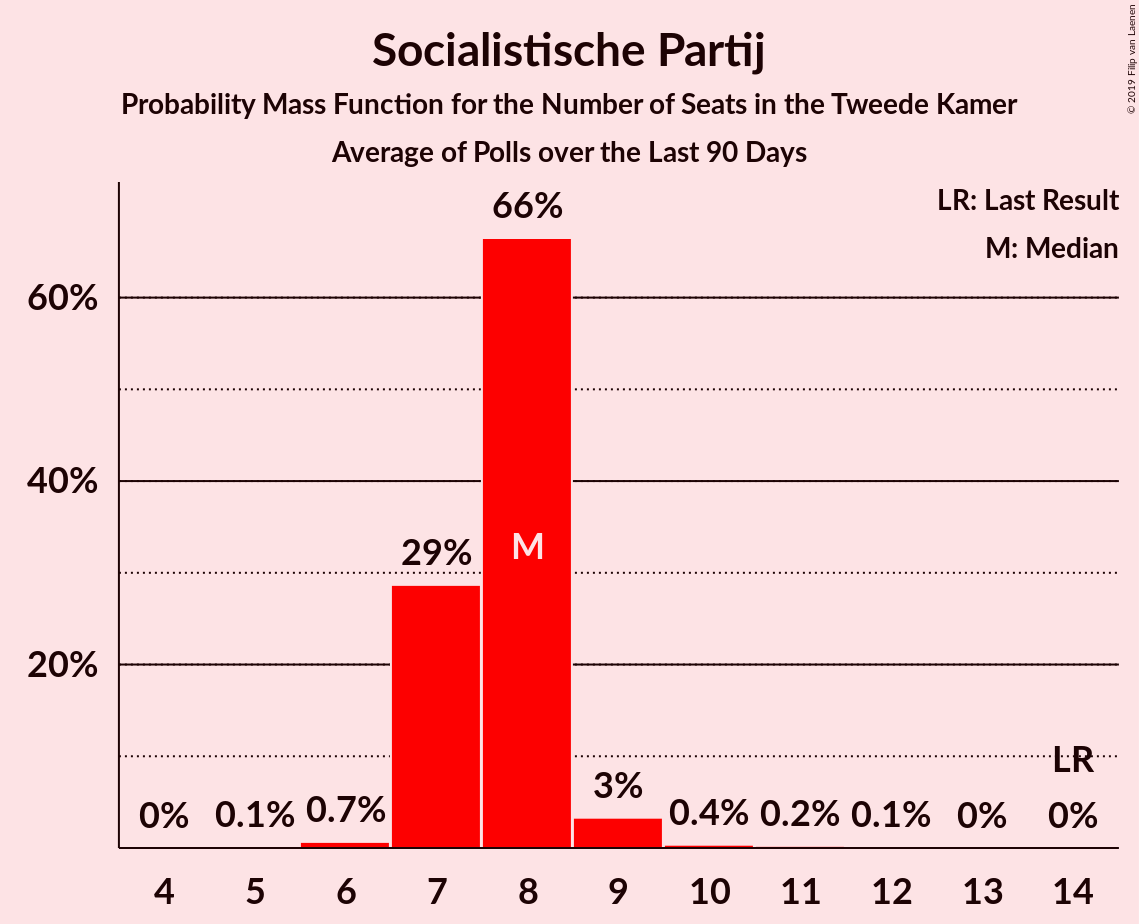 Socialistische Partij
Probability Mass Function for the Number of Seats in the Tweede Kamer
Average of Polls over the Last 90 Days
© 2019 Filip van Laenen
LR: Last Result
M: Median
66%
60%
40%
29%
M
20%
LR
0%
0.1%
0.7%
3%
0.4%
0.2%
0.1%
0%
0%
4 5 6 7 8 9 10 11 12 13 14